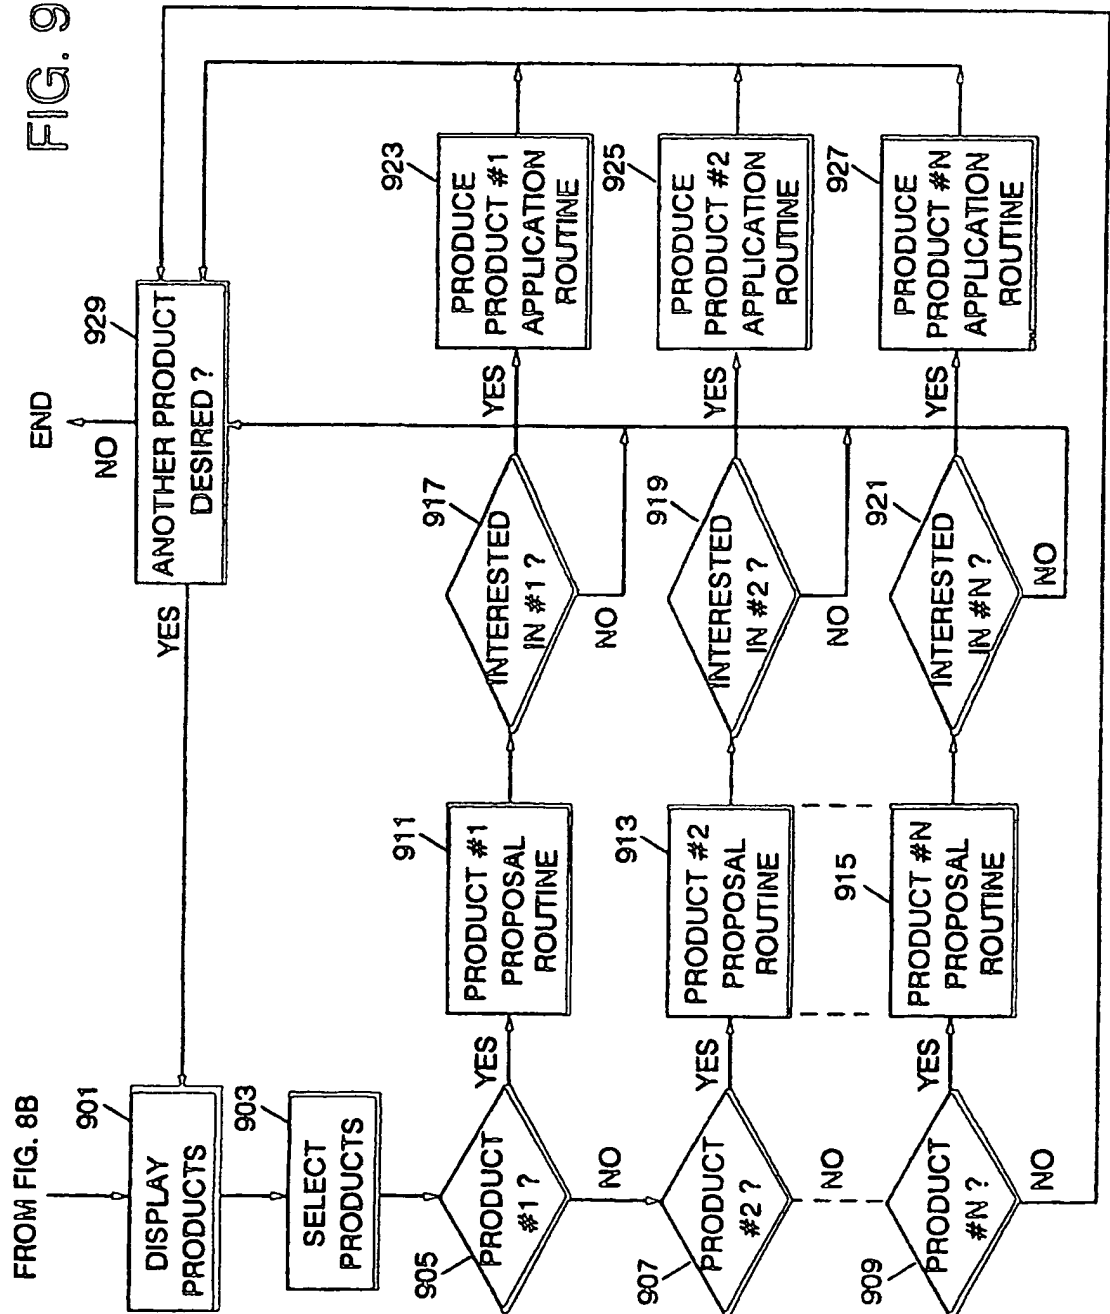 FIG. 9
FROM FIG. 8B
901
DISPLAY
PRODUCTS
903
SELECT
PRODUCTS
YES
929
ANOTHER PRODUCT
DESIRED?
NO
END
905
PRODUCT
#1?
YES
NO
911
PRODUCT #1
PROPOSAL
ROUTINE
917
INTERESTED
IN #1?
YES
NO
923
PRODUCE
PRODUCT #1
APPLICATION
ROUTINE
907
PRODUCT
#2?
YES
NO
913
PRODUCT #2
PROPOSAL
ROUTINE
919
INTERESTED
IN #2?
YES
NO
925
PRODUCE
PRODUCT #2
APPLICATION
ROUTINE
909
PRODUCT
#N?
YES
NO
915
PRODUCT #N
PROPOSAL
ROUTINE
921
INTERESTED
IN #N?
YES
NO
927
PRODUCE
PRODUCT #N
APPLICATION
ROUTINE